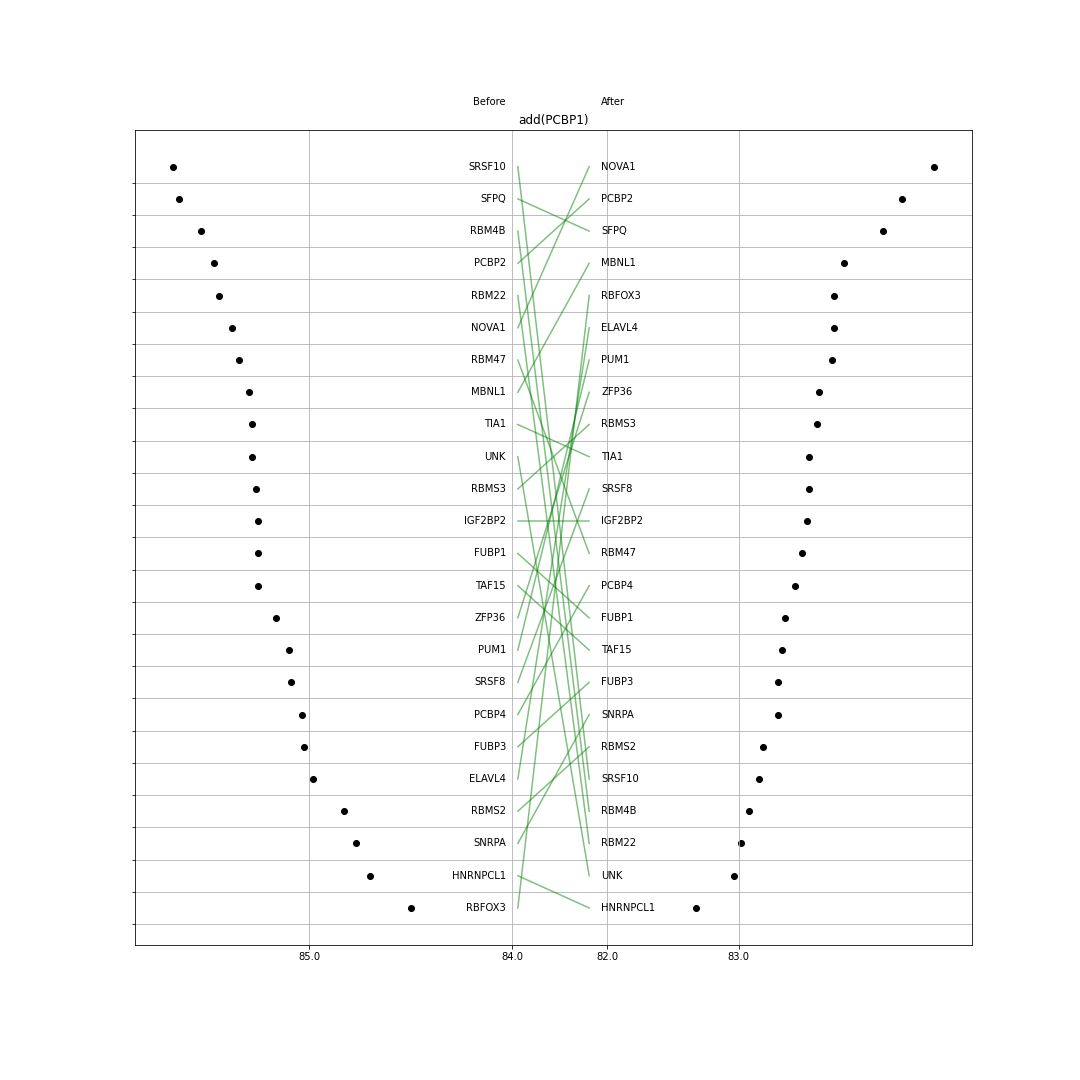 Before After
add(PCBP1)
SRSF10 NOVA1
SFPQ PCBP2
RBM4B SFPQ
PCBP2 MBNL1
RBM22 RBFOX3
NOVA1 ELAVL4
RBM47 PUM1
MBNL1 ZFP36
TIA1 RBMS3
UNK TIA1
RBMS3 SRSF8
IGF2BP2 IGF2BP2
FUBP1 RBM47
TAF15 PCBP4
ZFP36 FUBP1
PUM1 TAF15
SRSF8 FUBP3
PCBP4 SNRPA
FUBP3 RBMS2
ELAVL4 SRSF10
RBMS2 RBM4B
SNRPA RBM22
HNRNPCL1 UNK
RBFOX3 HNRNPCL1
85.0 84.0 82.0 83.0